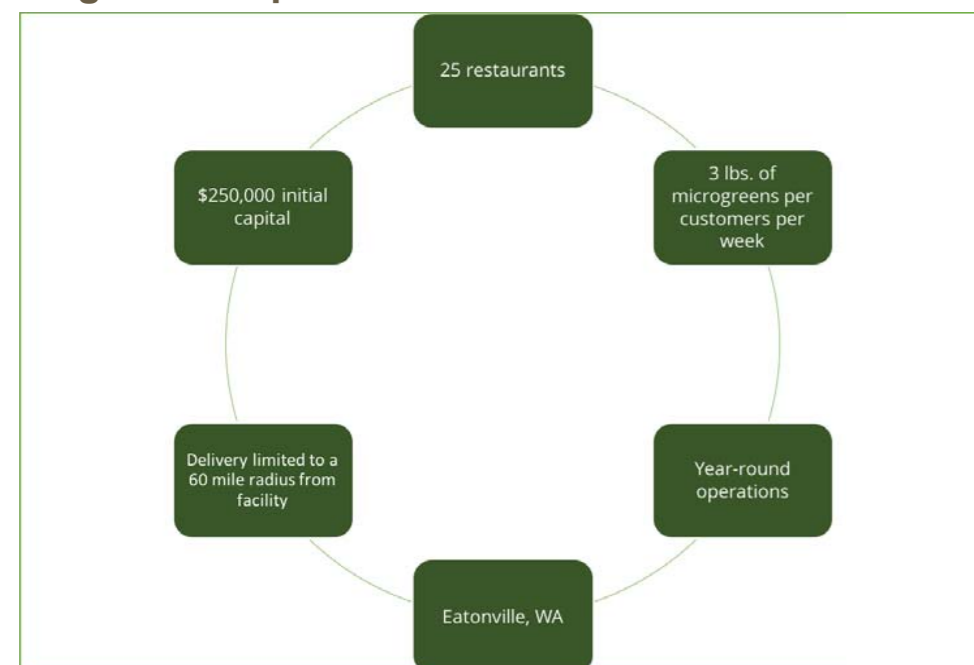 25 restaurants
3 lbs. of
microgreens per
customers per
week
Year-round
operations
Eatonville, WA
Delivery limited to a
60 mile radius from
facility
$250,000 initial
capital